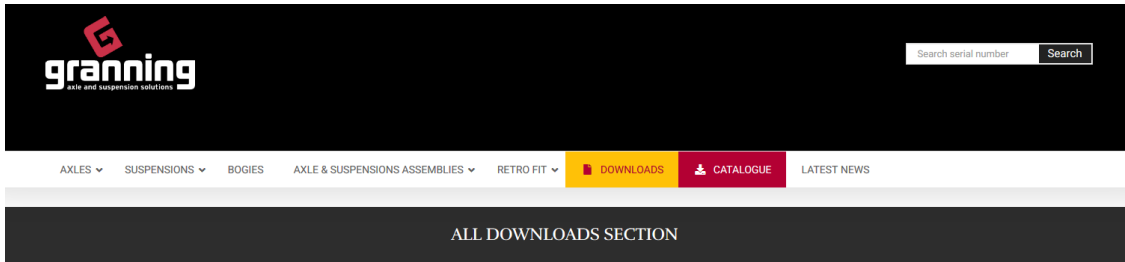 granning
axle and suspension solutions
Search serial number Search
AXLES SUSPENSIONS BOGIES AXLE & SUSPENSIONS ASSEMBLIES RETRO FIT DOWNLOADS CATALOGUE LATEST NEWS
ALL DOWNLOADS SECTION